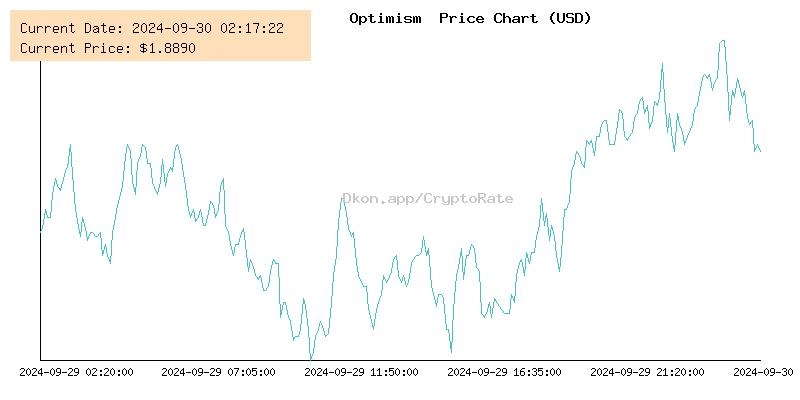 Optimism  Price Chart (USD)
Current Date: 2024-09-30 02:17:22
Current Price: $1.8890
Dkon.app/CryptoRate
2024-09-29 02:20:00 2024-09-29 07:05:00 2024-09-29 11:50:00 2024-09-29 16:35:00 2024-09-29 21:20:00 2024-09-30